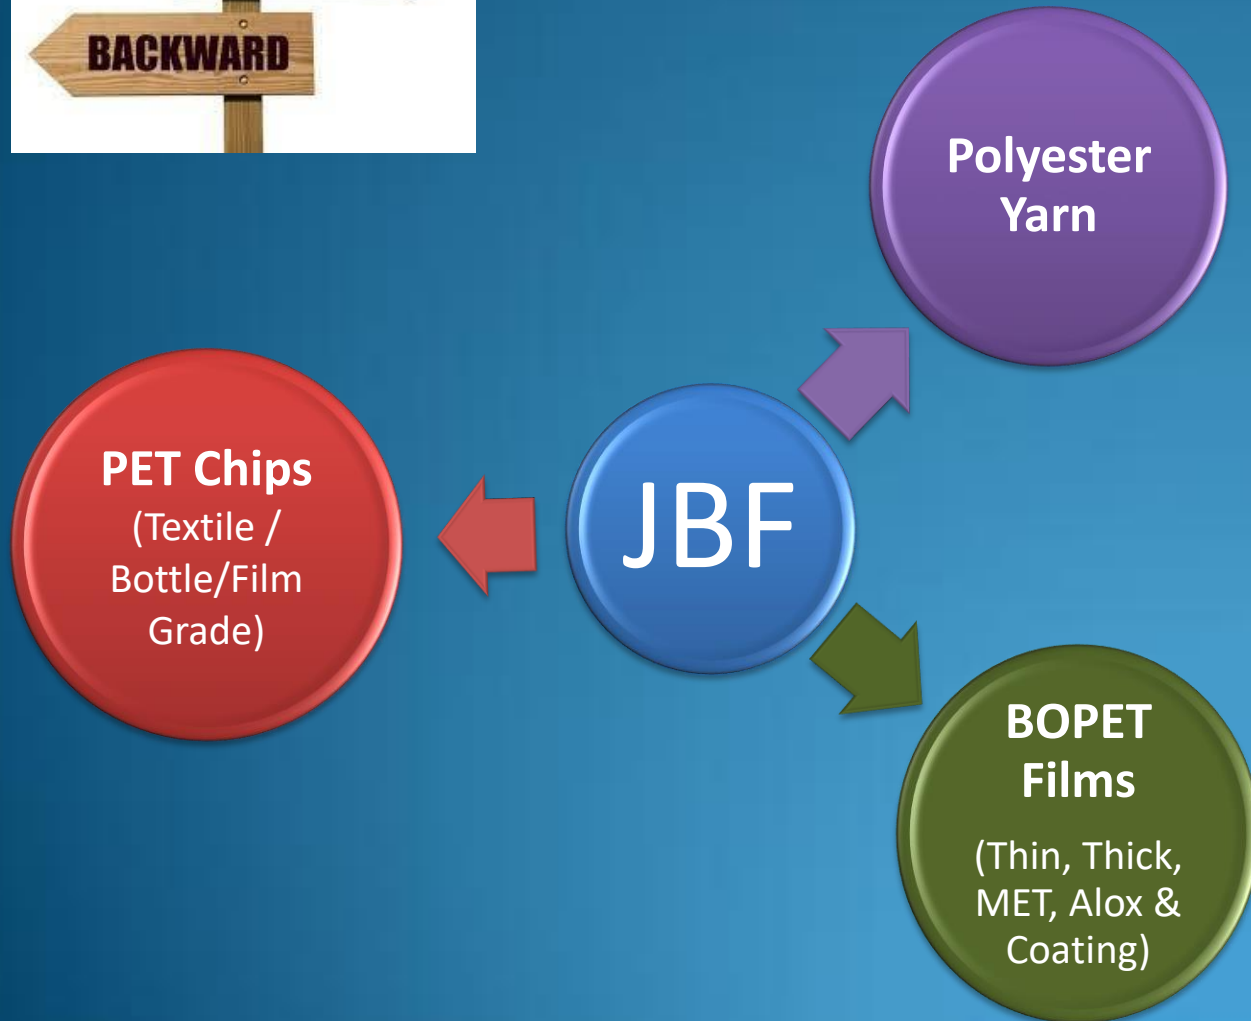 BACKWARD
Polyester
Yarn
PET Chips
(Textile /
Bottle/Film
Grade)
JBF
BOPET
Films
(Thin, Thick,
MET, Alox &
Coating)